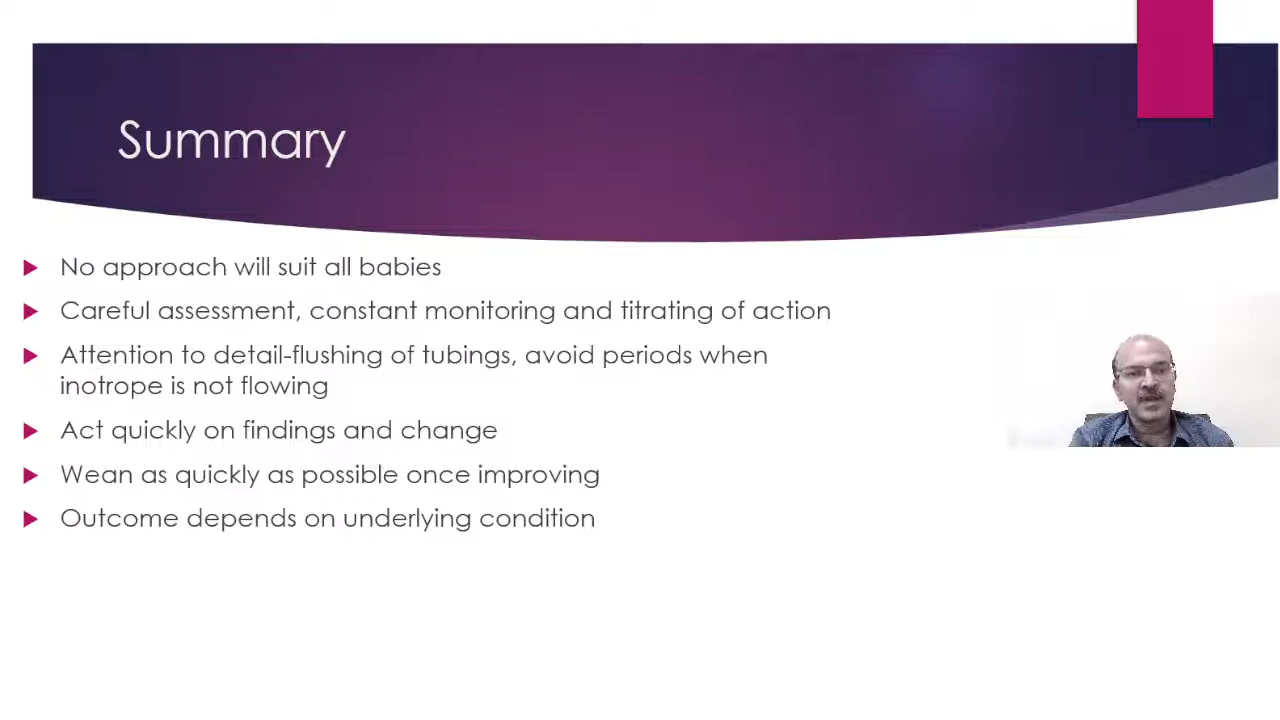 Summary
No approach will suit all babies
Careful assessment, constant monitoring and titrating of action
Attention to detail-flushing of tubings, avoid periods when
inotrope is not flowing
Act quickly on findings and change
Wean as quickly as possible once improving
Outcome depends on underlying condition